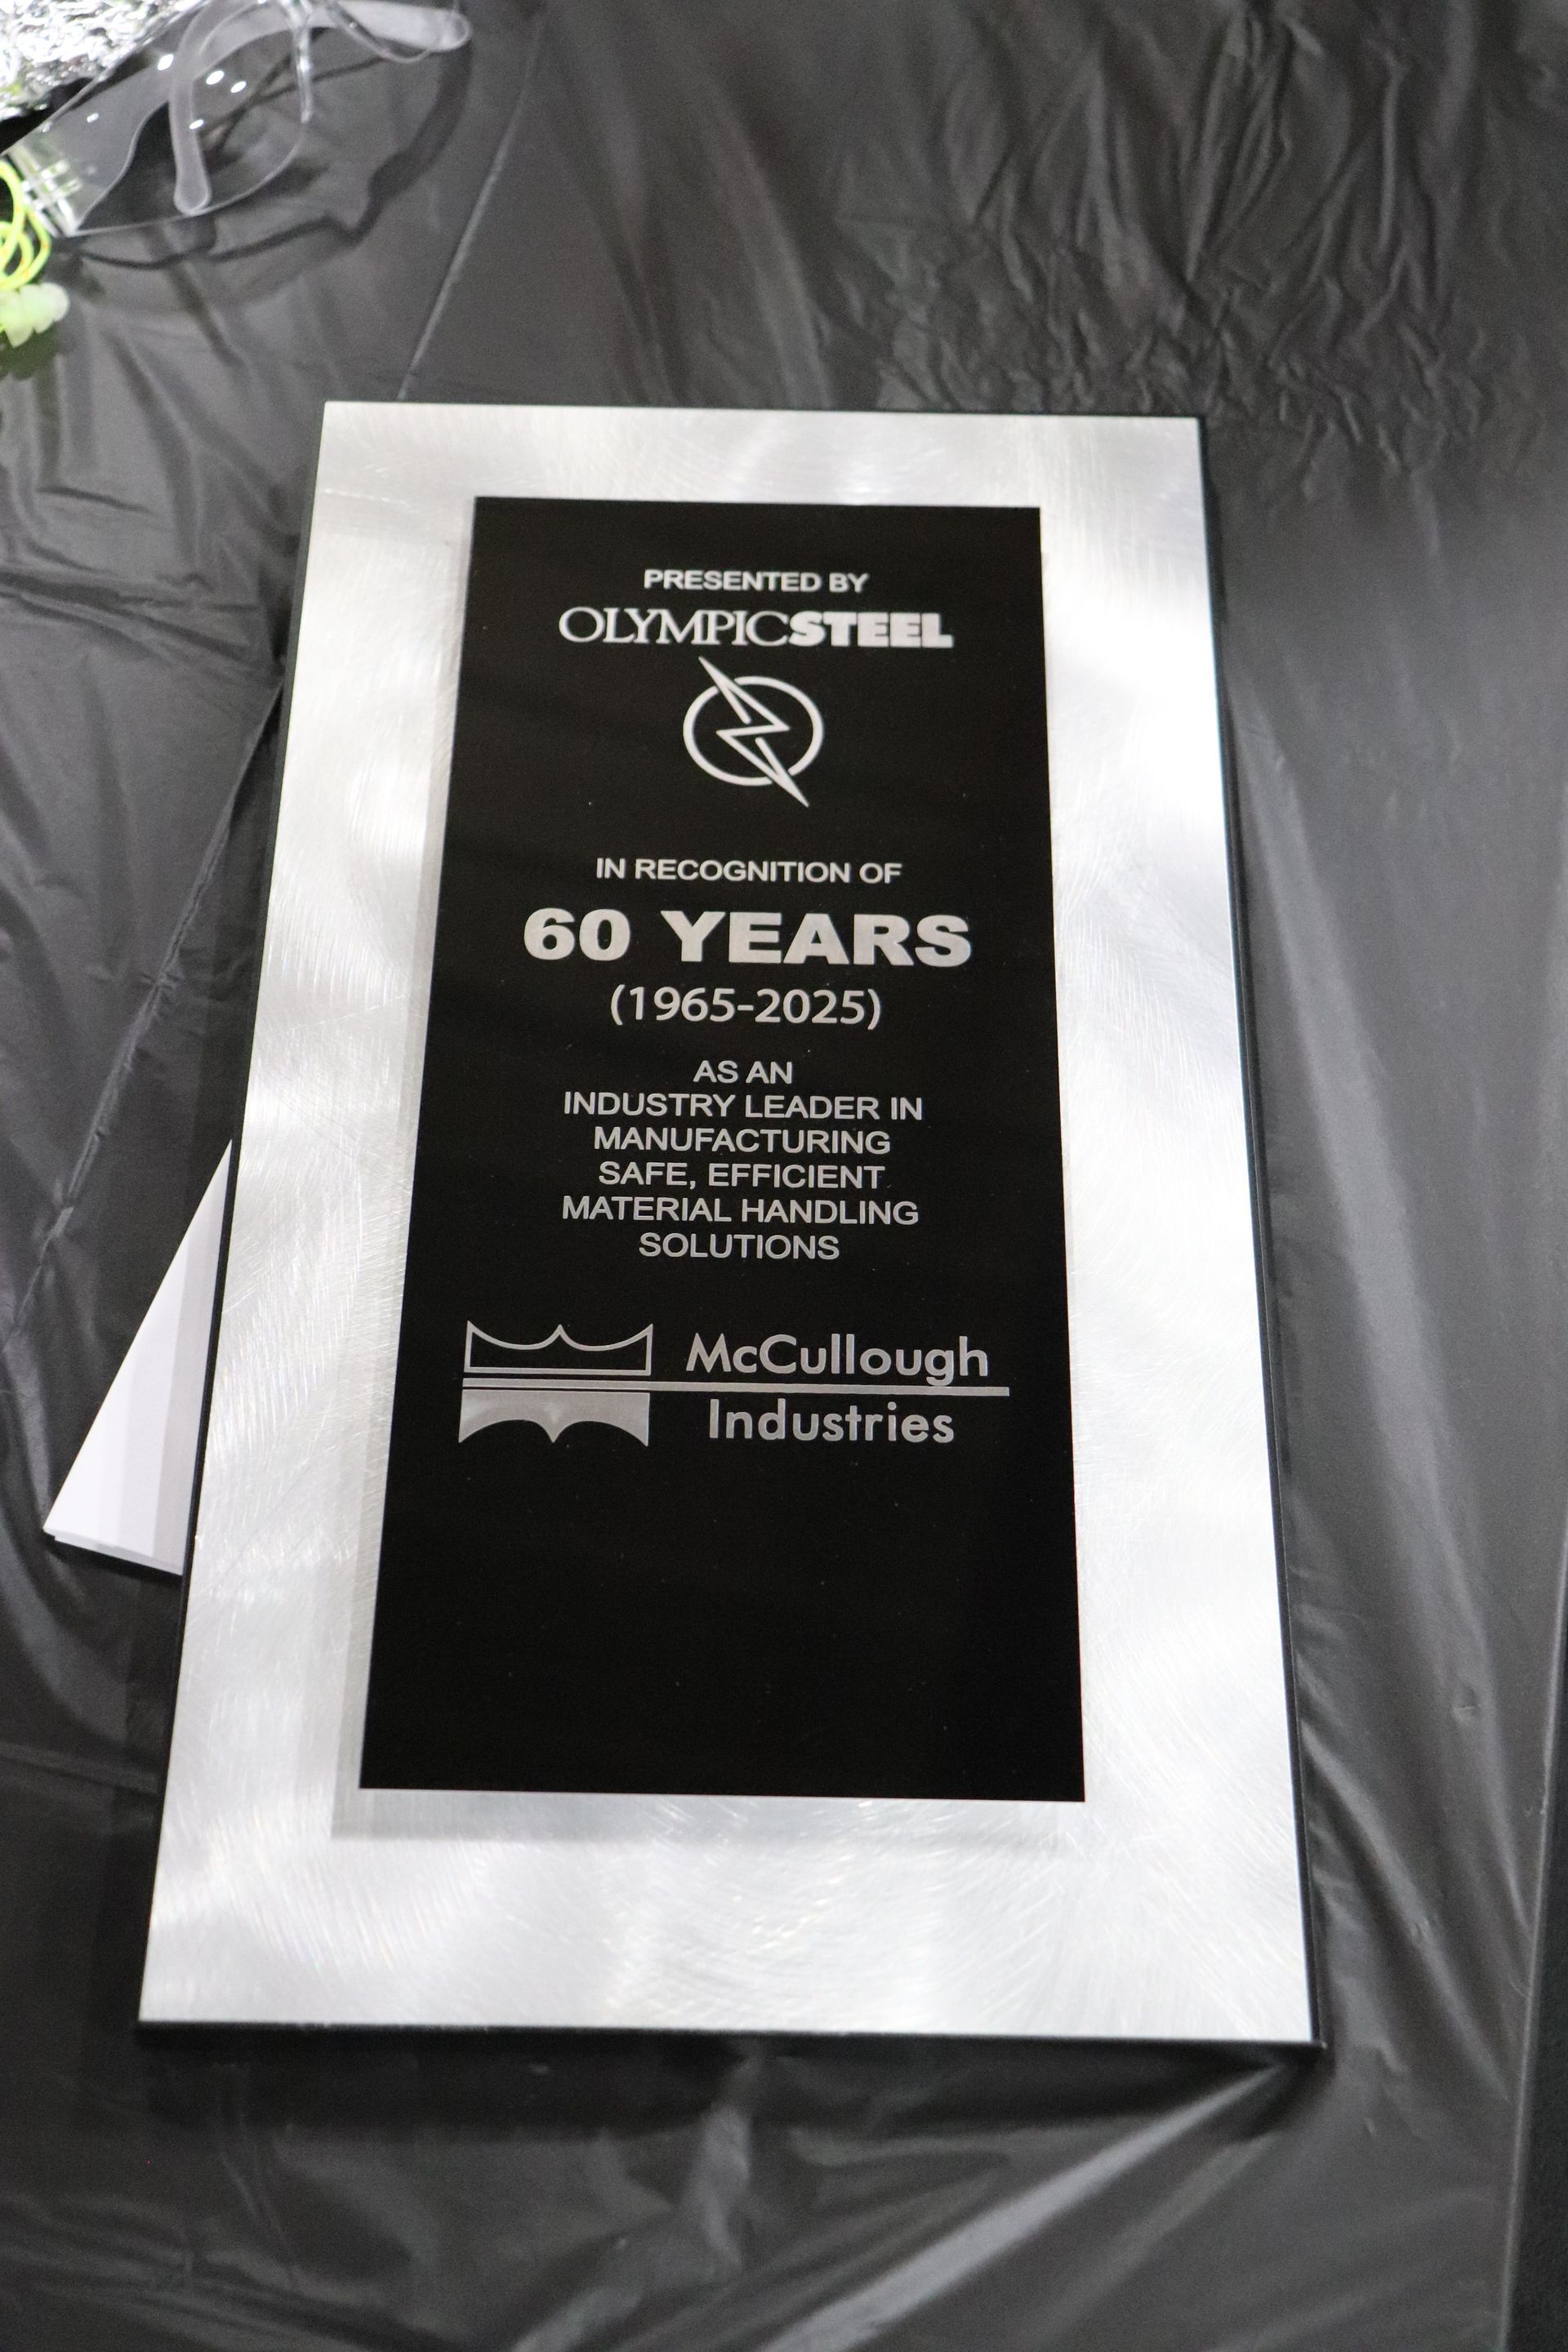 PRESENTED BY
OLYMPICSTEEL
IN RECOGNITION OF
60 YEARS
(1965-2025)
AS AN
INDUSTRY LEADER IN
MANUFACTURING
SAFE, EFFICIENT
MATERIAL HANDLING
SOLUTIONS
McCullough
Industries